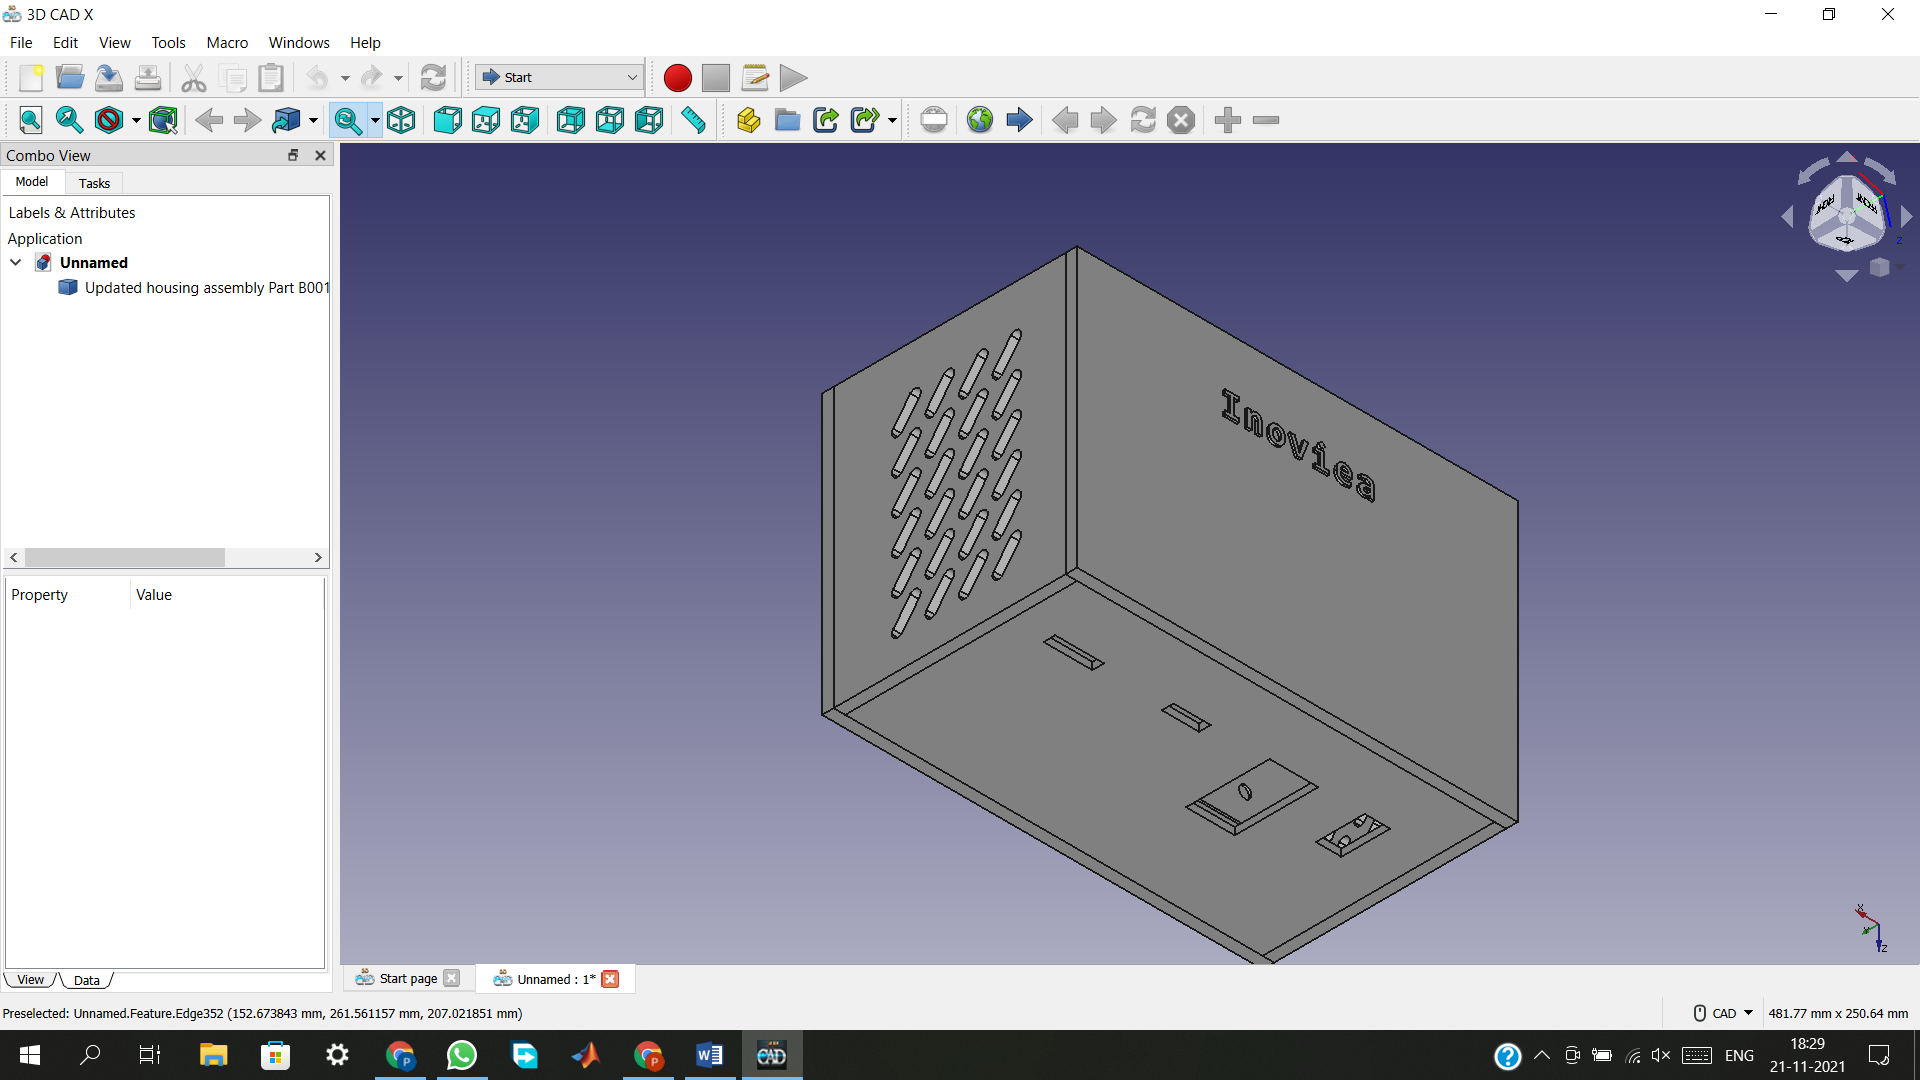 3D CAD X
File Edit View Tools Macro Windows Help
Start
Combo View
Model Tasks
Labels & Attributes
Application
Unnamed
Updated housing assembly Part B001
Property Value
View Data
Inoviea
Z
X
Y
Z
Start page Unnamed : 1*
Preselected: Unnamed.Feature.Edge352 (152.673843 mm, 261.561157 mm, 207.021851 mm)
CAD 481.77 mm x 250.64 mm
P
P
W
CAD
ENG
18:29
21-11-2021